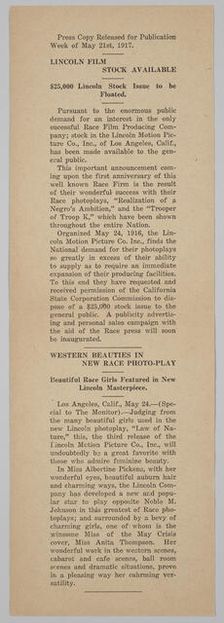 Press Copy Released for Publication
Week of May 21st, 1917.
LINCOLN FILM
STOCK AVAILABLE
$25,000 Lincoln Stock Issue to be
Floated.
Pursuant to the enormous public
demand for an interest in the only
sucessful Race Film Producing Com-
pany; stock in the Lincoln Motion Pic-
ture Co., Inc., of Los Angeles, Calif.,
has been made available to the gen-
eral public.
This important announcement com-
ing upon the first anniversary of this
well known Race Firm is the result
of their wonderful success with their
Race photoplays, "Realization of a
Negro's Ambition," and the "Trooper
of Troop K," which have been shown
throughout the entire Nation.
Organized May 24, 1916, the Lin-
coln Motion Picture Co., Inc., finds the
National demand for their photoplays
so greatly in excess of their ability
to supply as to require an immediate
expansion of their producing facilities.
To this end they have requested and
received permission of the California
State Corporation Commission to dis-
pose of a $25,000 stock issue to the
general public. A publicity advertis-
ing and personal sales campaign with
the aid of the Race press will soon
be inaugurated.
WESTERN BEAUTIES IN
NEW RACE PHOTO-PLAY
Beautiful Race Girls Featured in New
Lincoln Masterpiece.
Los Angeles, Calif., May 24.—(Spe-
cial to The Monitor).—Judging from
the many beautiful girls used in the
new Lincoln photoplay, "Law of Na-
ture," this, the third release of the
Lincoln Motion Picture Co., Inc., will
undoubtedly be a great favorite with
those who admire feminine beauty.
In Miss Albertine Pickens, with her
wonderful eyes, beautiful auburn hair
and charming ways, the Lincoln Com-
pany has developed a new and popu-
lar star to play opposite Noble M.
Johnson in this greatest of Race pho-
toplays; and surrounded by a bevy of
charming girls, one of whom is the
winsome Miss of the May Crisis
cover, Miss Anita Thompson. Her
wonderful work in the western scenes,
cabaret and cafe scenes, ball room
scenes and dramatic situations, prove
in a pleasing way her charming ver-
satility.